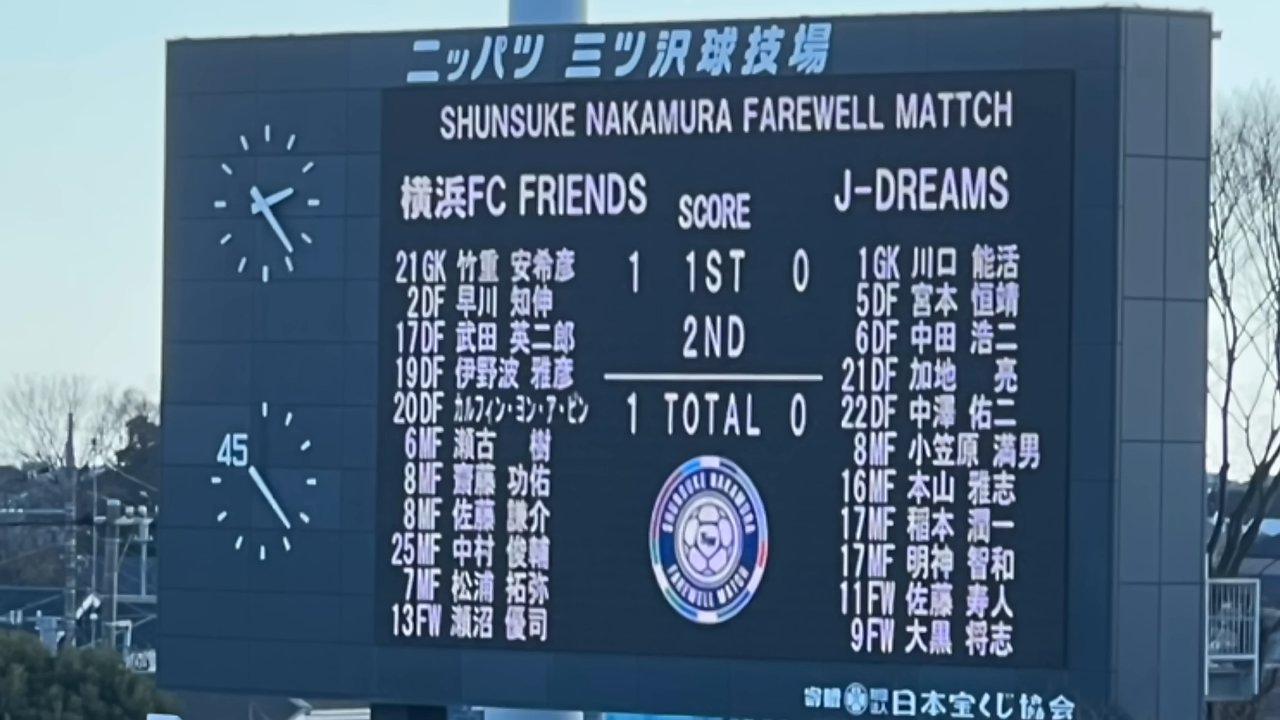 ニッパツ 三ツ沢球技場
SHUNSUKE NAKAMURA FAREWELL MATTCH
横浜FC FRIENDS SCORE J-DREAMS
21GK 竹重 安希彦
2DF 早川 知伸
17DF 武田 英二郎
19DF 伊野波 雅彦
20DF カルフィン・ヨン・ア・ピン
6MF 瀬古 樹
8MF 齋藤 功佑
8MF 佐藤 謙介
25MF 中村 俊輔
7MF 松浦 拓弥
13FW 瀬沼 優司
1 1ST 0
2ND
1 TOTAL 0
SHUNSUKE NAKAMURA
FAREWELL MATCH
1GK 川口 能活
5DF 宮本 恒靖
6DF 中田 浩二
21DF 加地 亮
22DF 中澤 佑二
8MF 小笠原 満男
16MF 本山 雅志
17MF 稲本 潤一
17MF 明神 智和
11FW 佐藤 寿人
9FW 大黒 将志
45
寄贈 日本宝くじ協会